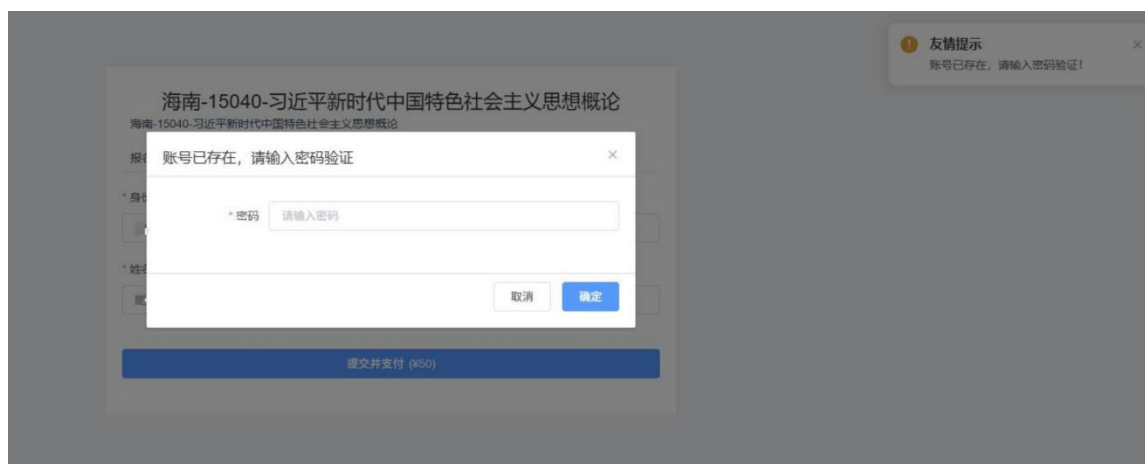 友情提示
账号已存在，请输入密码验证！
海南-15040-习近平新时代中国特色社会主义思想概论
海南-15040-习近平新时代中国特色社会主义思想概论
报
账号已存在，请输入密码验证
* 身
* 密码
请输入密码
* 姓
取消
确定
提交并支付 (¥50)